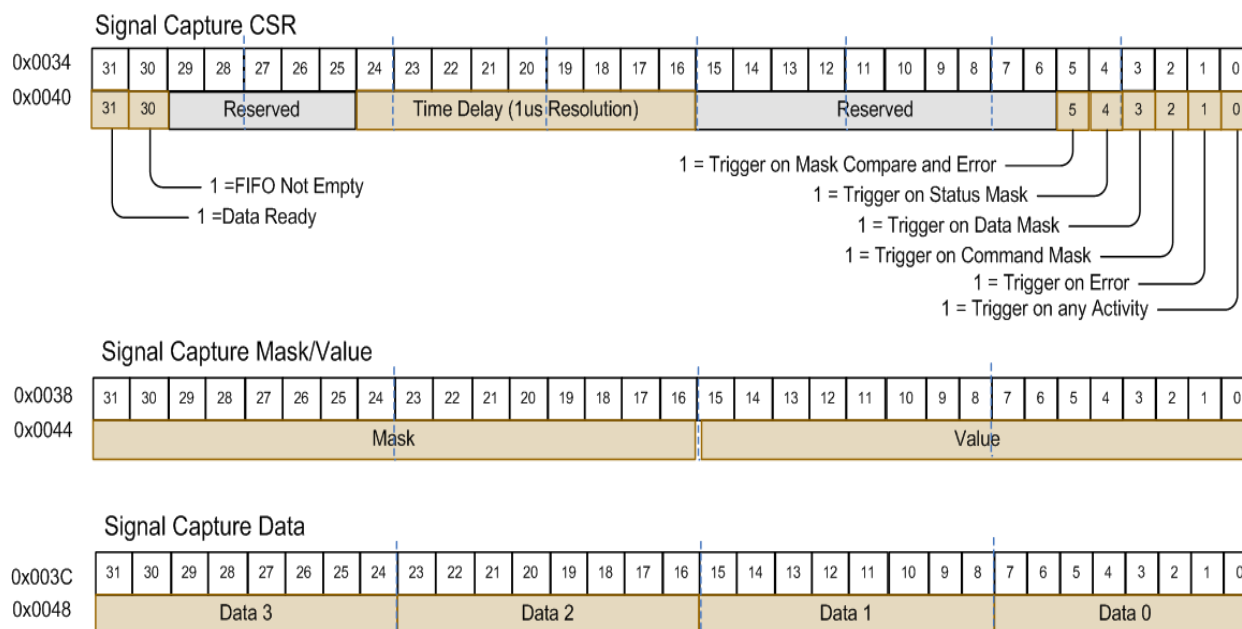 Signal Capture CSR
0x0034 31 30 29 28 27 26 25 24 23 22 21 20 19 18 17 16 15 14 13 12 11 10 9 8 7 6 5 4 3 2 1 0
0x0040 31 30 Reserved Time Delay (1us Resolution) Reserved 5 4 3 2 1 0
1 = Trigger on Mask Compare and Error
1 =FIFO Not Empty
1 = Trigger on Status Mask
1 =Data Ready
1 = Trigger on Data Mask
1 = Trigger on Command Mask
1 = Trigger on Error
1 = Trigger on any Activity
Signal Capture Mask/Value
0x0038 31 30 29 28 27 26 25 24 23 22 21 20 19 18 17 16 15 14 13 12 11 10 9 8 7 6 5 4 3 2 1 0
0x0044 Mask Value
Signal Capture Data
0x003C 31 30 29 28 27 26 25 24 23 22 21 20 19 18 17 16 15 14 13 12 11 10 9 8 7 6 5 4 3 2 1 0
0x0048 Data 3 Data 2 Data 1 Data 0